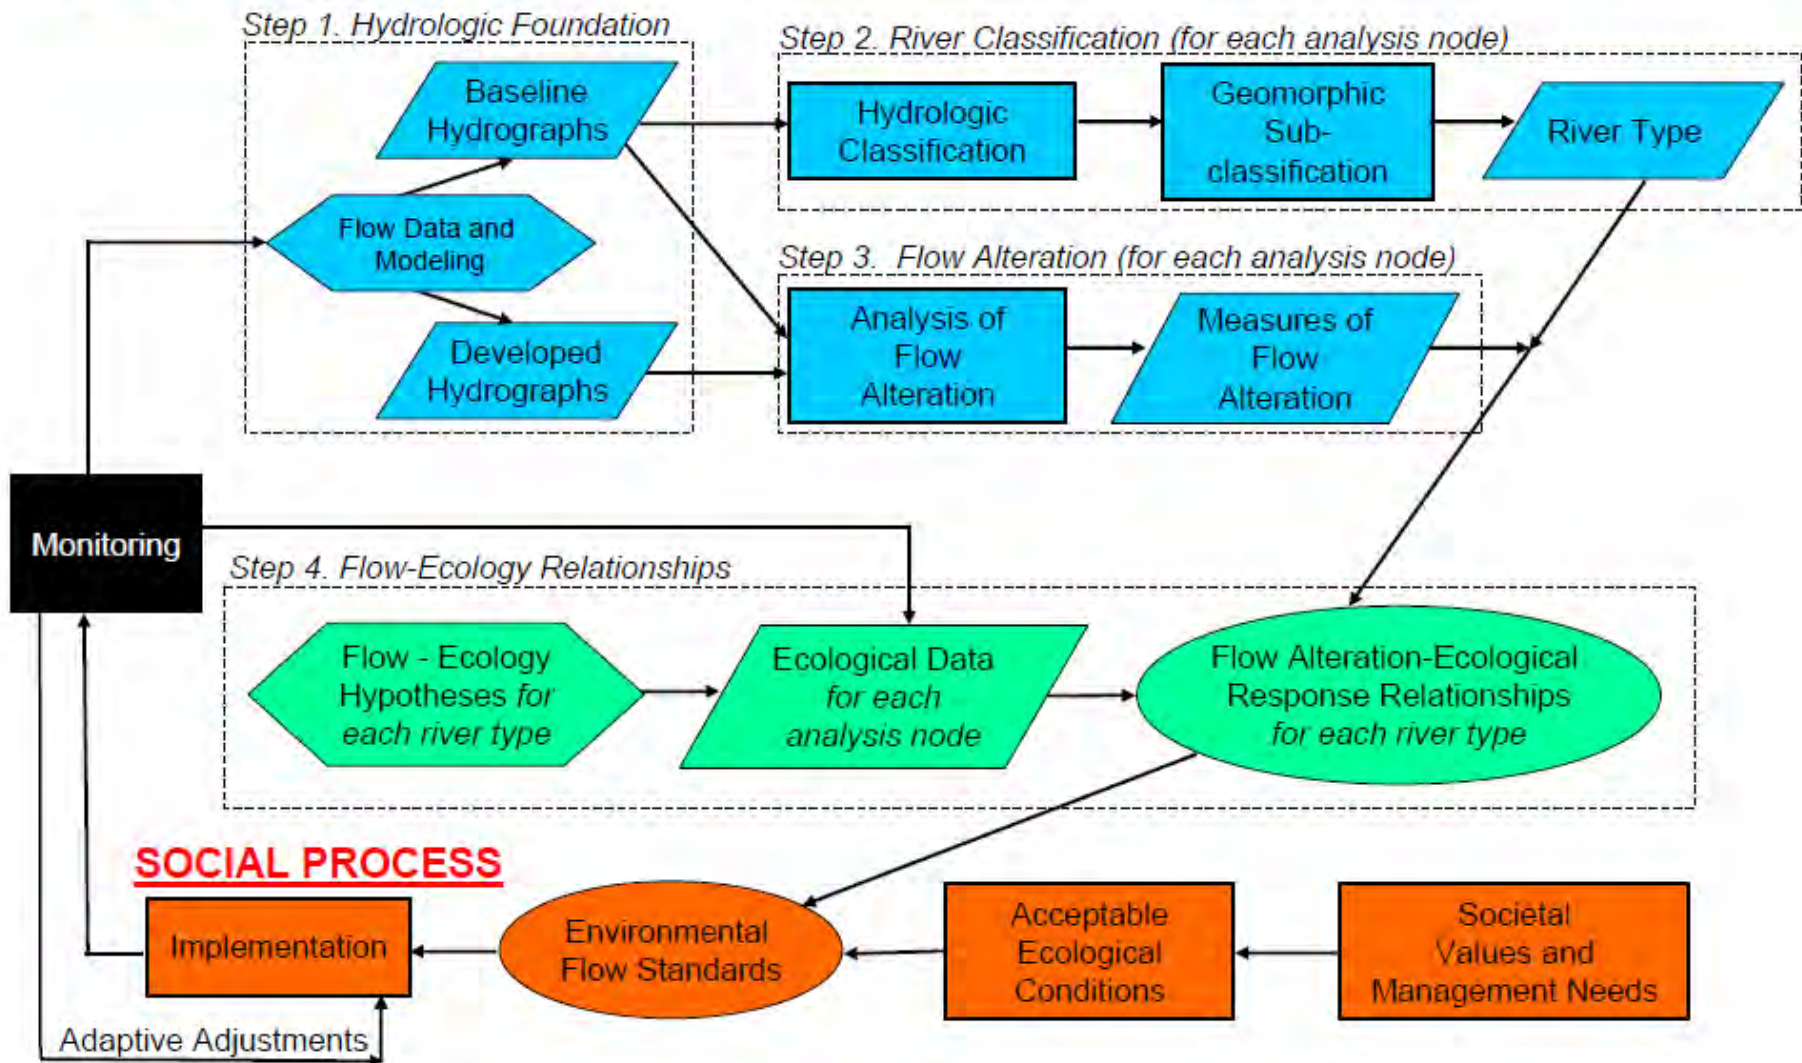 Step 1. Hydrologic Foundation
Baseline
Hydrographs
Flow Data and
Modeling
Developed
Hydrographs
Step 2. River Classification (for each analysis node)
Hydrologic
Classification
Geomorphic
Sub-
classification
River Type
Step 3. Flow Alteration (for each analysis node)
Analysis of
Flow
Alteration
Measures of
Flow
Alteration
Monitoring
Step 4. Flow-Ecology Relationships
Flow - Ecology
Hypotheses for
each river type
Ecological Data
for each
analysis node
Flow Alteration-Ecological
Response Relationships
for each river type
SOCIAL PROCESS
Implementation
Environmental
Flow Standards
Acceptable
Ecological
Conditions
Societal
Values and
Management Needs
Adaptive Adjustments